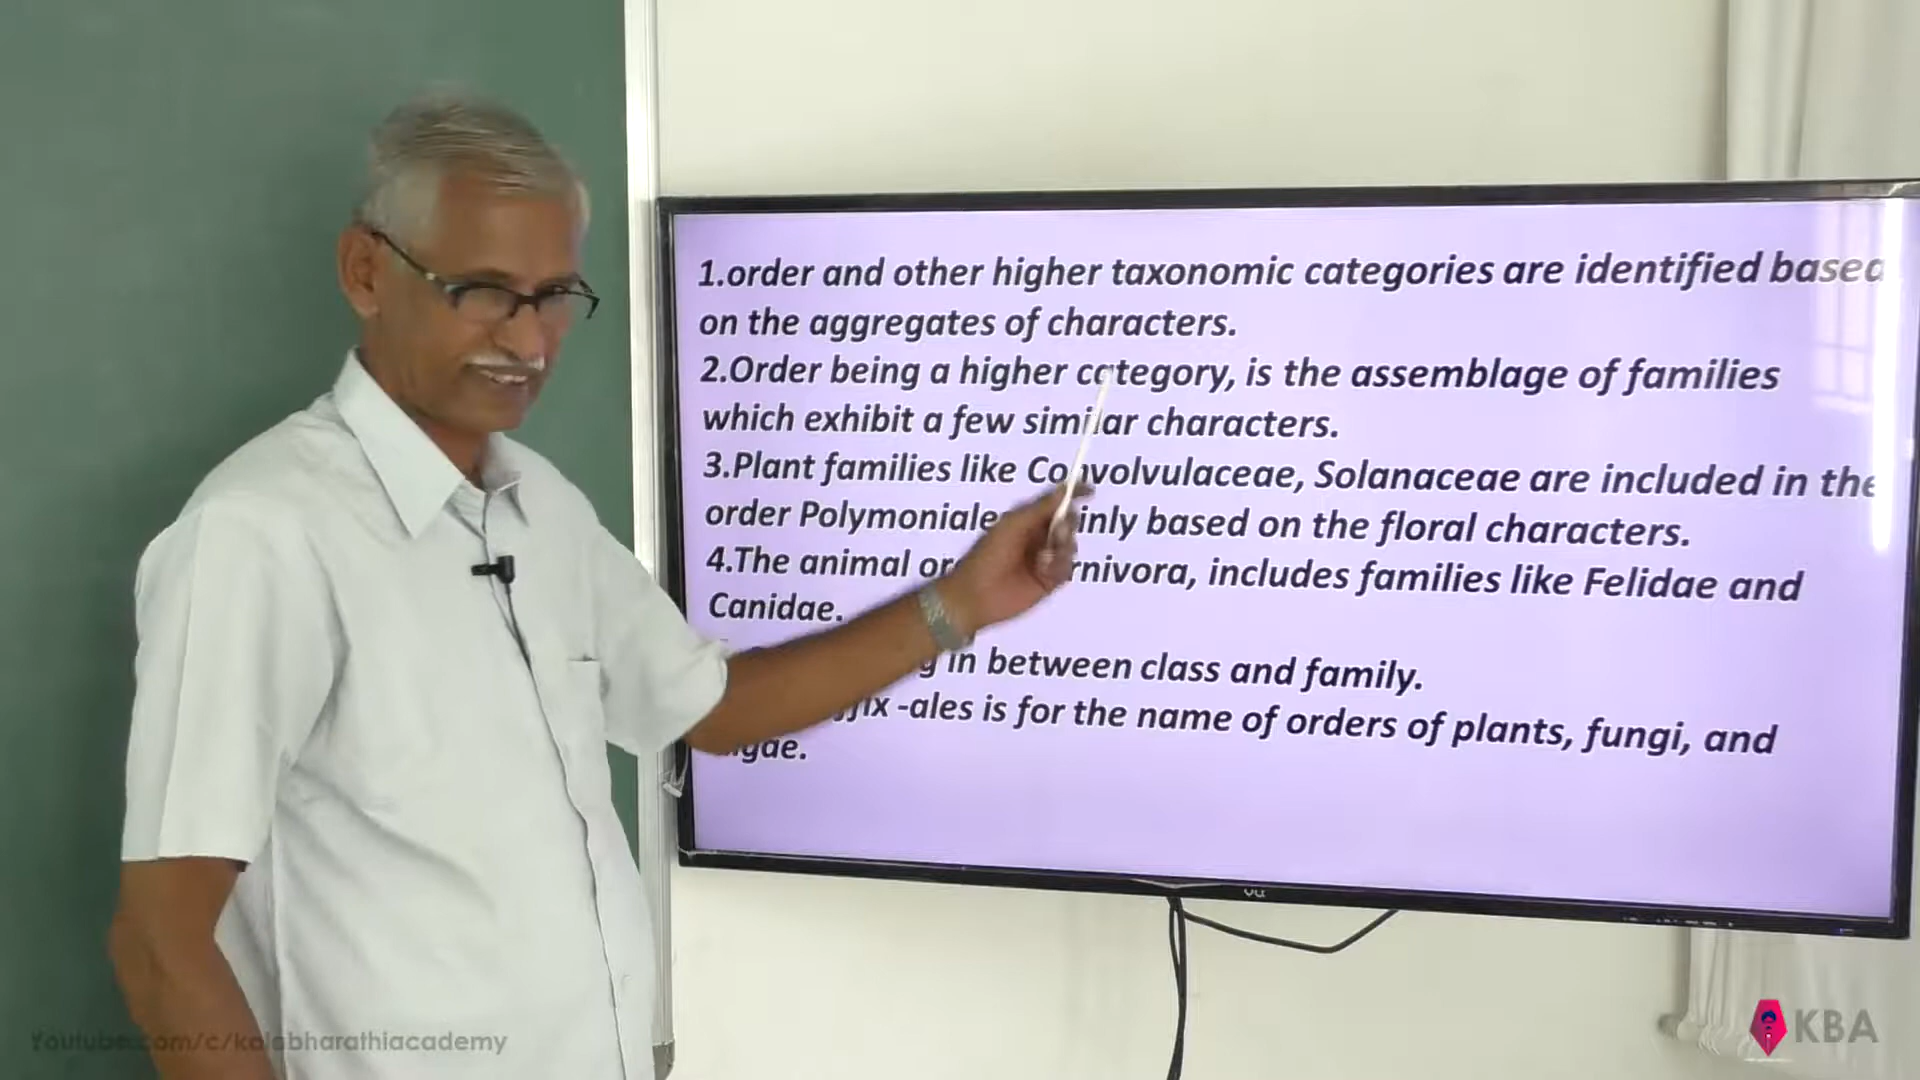 1.order and other higher taxonomic categories are identified based
on the aggregates of characters.
2.Order being a higher category, is the assemblage of families
which exhibit a few similar characters.
3.Plant families like Convolvulaceae, Solanaceae are included in the
order Polymoniales inly based on the floral characters.
4.The animal or rnivora, includes families like Felidae and
Canidae.
in between class and family.
-ales is for the name of orders of plants, fungi, and
vu
Youtube.com/c/kalabharathiacademy
KBA